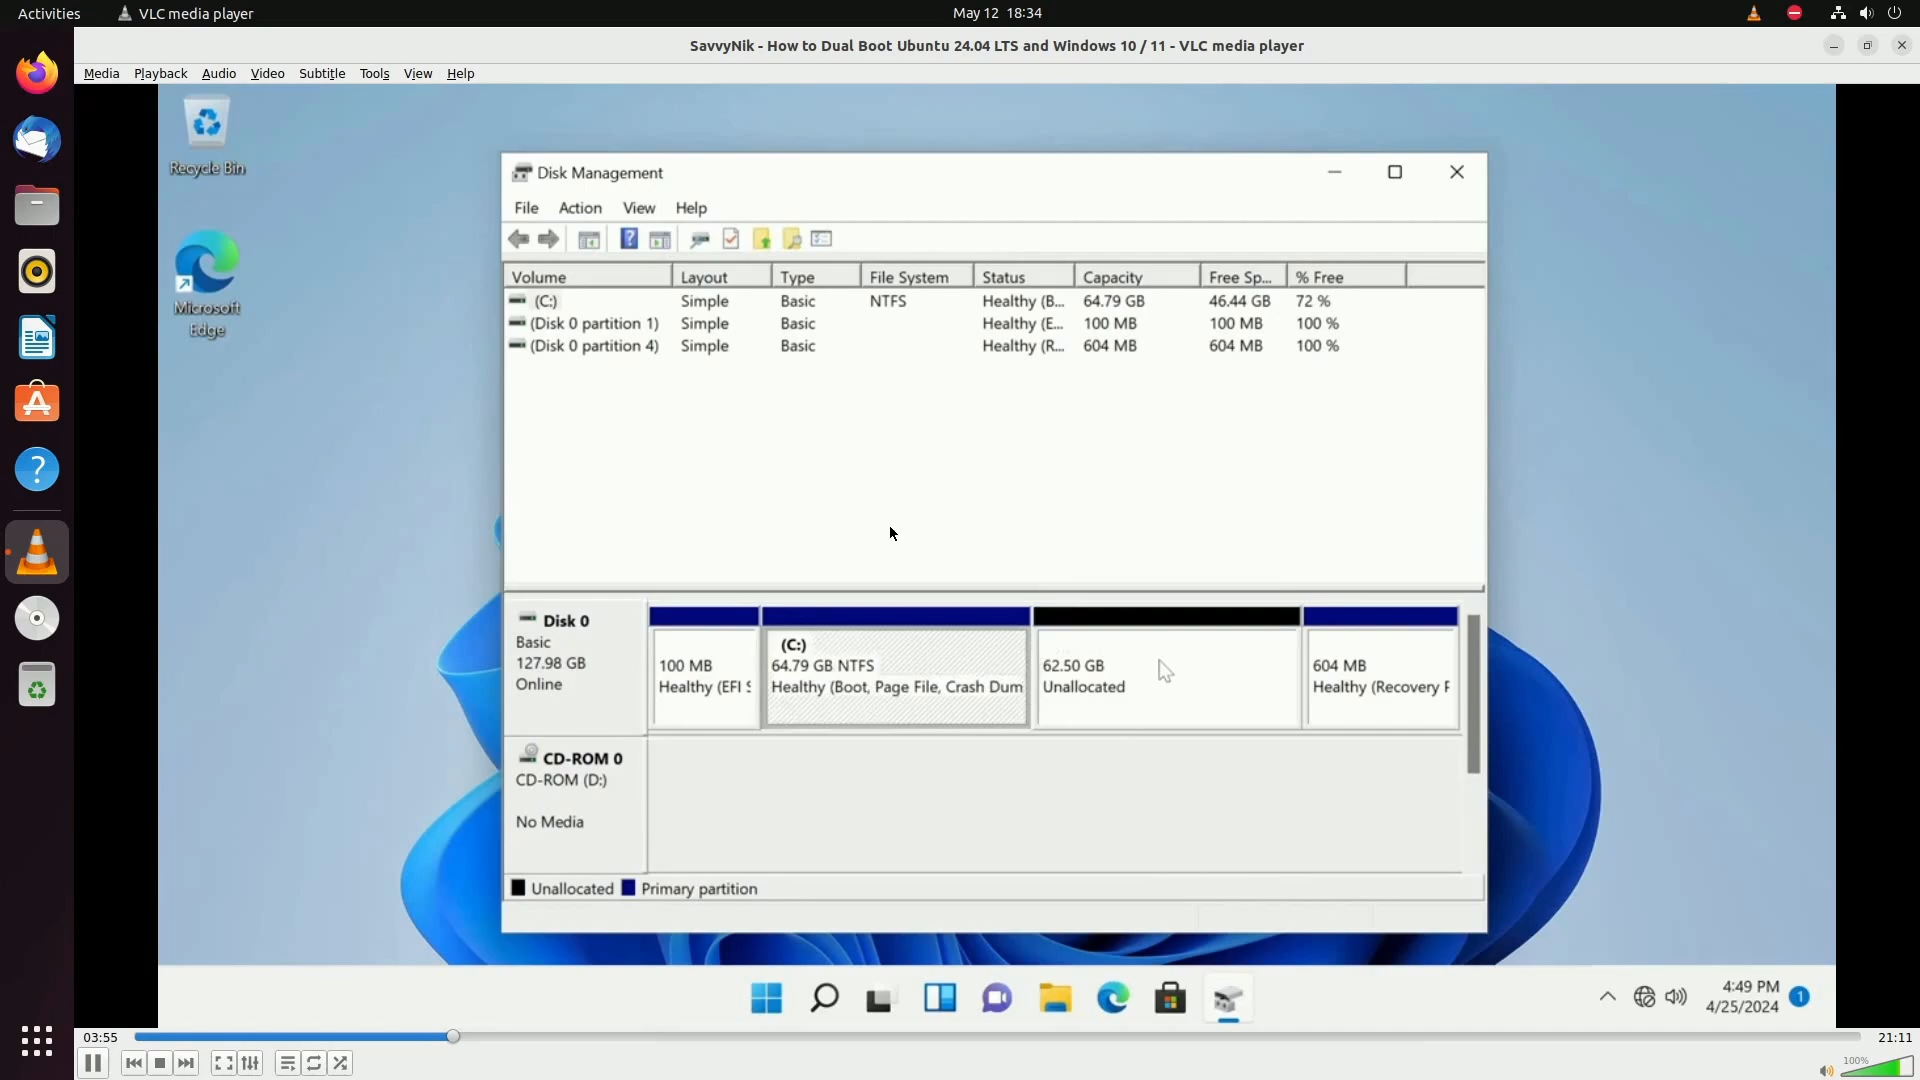 Activities
VLC media player
May 12 18:34
SavvyNik - How to Dual Boot Ubuntu 24.04 LTS and Windows 10 / 11 - VLC media player
Media Playback Audio Video Subtitle Tools View Help
Recycle Bin
Microsoft
Edge
Disk Management
File Action View Help
Volume Layout Type File System Status Capacity Free Sp... % Free
(C:) Simple Basic NTFS Healthy (B... 64.79 GB 46.44 GB 72 %
(Disk 0 partition 1) Simple Basic Healthy (E... 100 MB 100 MB 100 %
(Disk 0 partition 4) Simple Basic Healthy (R... 604 MB 604 MB 100 %
Disk 0
Basic
127.98 GB
Online
100 MB
Healthy (EFI S
(C:)
64.79 GB NTFS
Healthy (Boot, Page File, Crash Dum
62.50 GB
Unallocated
604 MB
Healthy (Recovery P
CD-ROM 0
CD-ROM (D:)
No Media
Unallocated Primary partition
4:49 PM
4/25/2024
1
03:55
21:11
100%